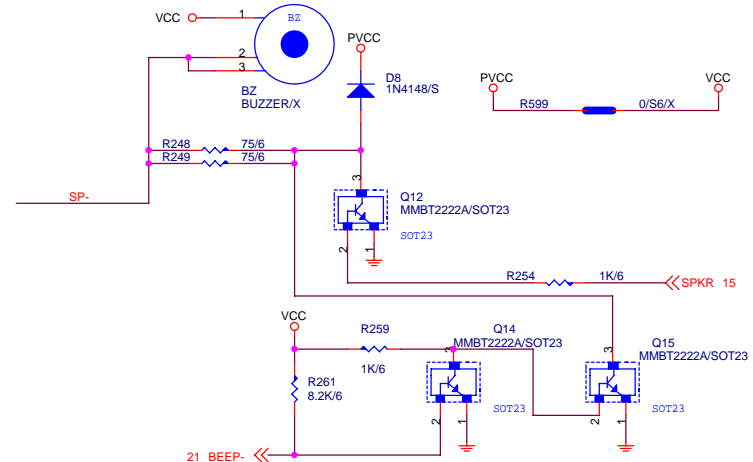 VCC
1
BZ
2
3
BZ
BUZZER/X
PVCC
D8
1N4148/S
PVCC
VCC
R599
0/S6/X
R248
75/6
R249
75/6
SP-
3
Q12
MMBT2222A/SOT23
SOT23
2
1
R254
1K/6
SPKR 15
VCC
R259
1K/6
3
Q14
MMBT2222A/SOT23
SOT23
2
1
3
Q15
MMBT2222A/SOT23
SOT23
2
1
R261
8.2K/6
21 BEEP-